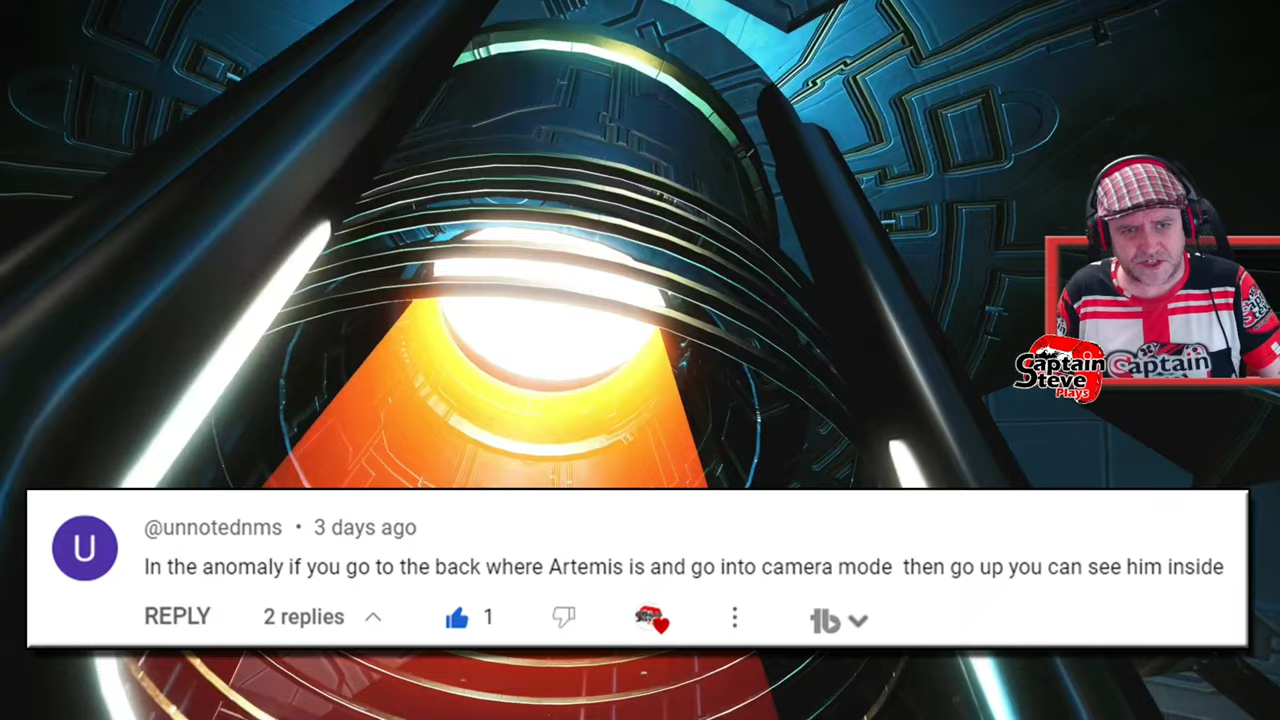 Captain
Steve
Plays
Captain
U
@unnotednms • 3 days ago
In the anomaly if you go to the back where Artemis is and go into camera mode then go up you can see him inside
REPLY 2 replies 1 tb